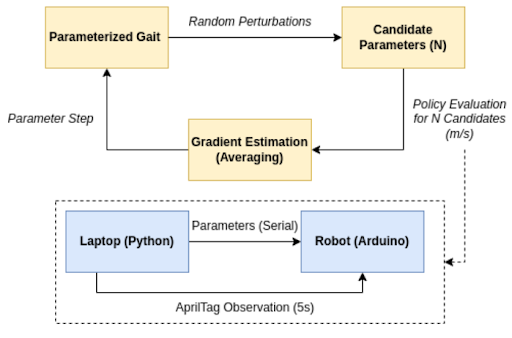 Parameterized Gait
Random Perturbations
Candidate
Parameters (N)
Parameter Step
Policy Evaluation
for N Candidates
(m/s)
Gradient Estimation
(Averaging)
Laptop (Python)
Parameters (Serial)
Robot (Arduino)
AprilTag Observation (5s)